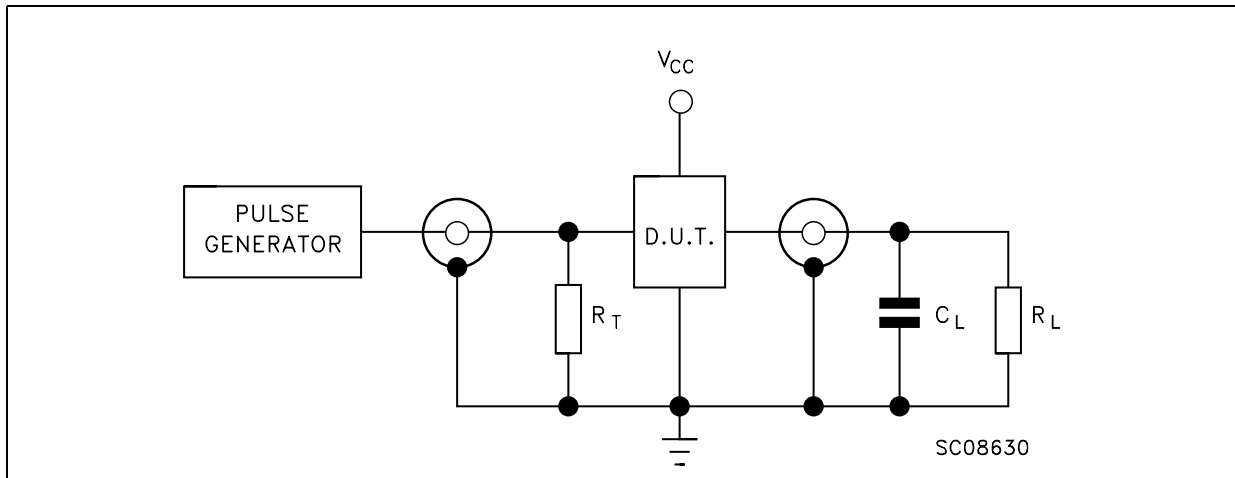 VCC
PULSE
GENERATOR
D.U.T.
RT
CL
RL
SC08630